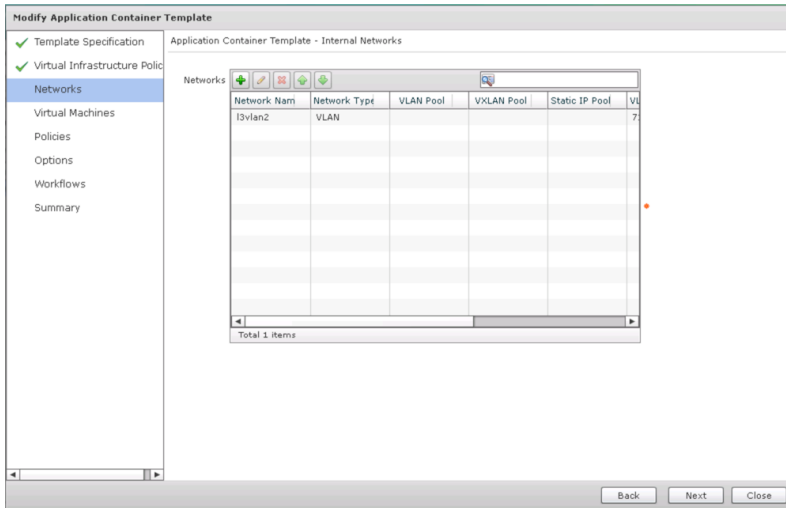 Modify Application Container Template
Template Specification
Application Container Template - Internal Networks
Virtual Infrastructure Polic
Networks
Virtual Machines
Policies
Options
Workflows
Summary
Networks
Network Nam Network Type VLAN Pool VXLAN Pool Static IP Pool VL
l3vlan2 VLAN
Total 1 items
Back Next Close